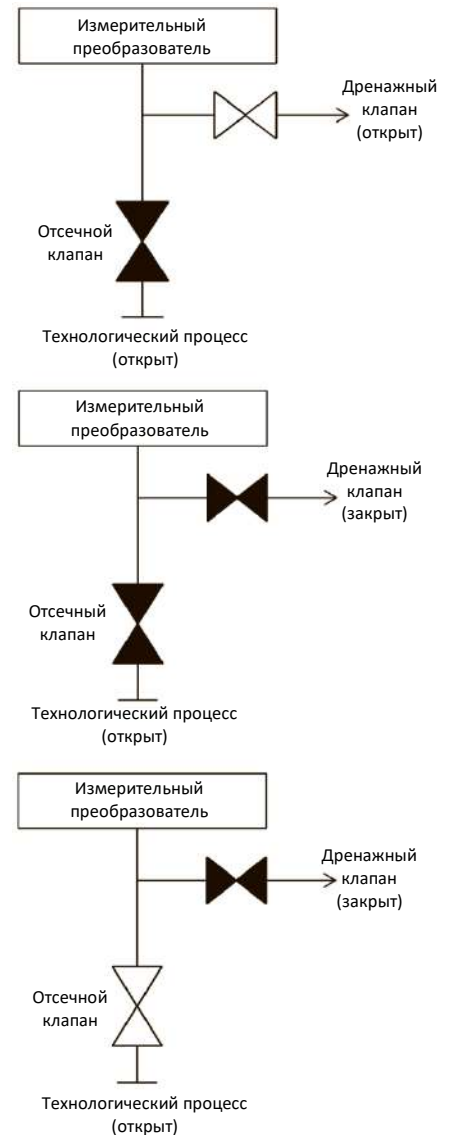 Измерительный
преобразователь
Дренажный
клапан
(открыт)
Отсечной
клапан
Технологический процесс
(открыт)
Измерительный
преобразователь
Дренажный
клапан
(закрыт)
Отсечный
клапан
Технологический процесс
(открыт)
Измерительный
преобразователь
Дренажный
клапан
(закрыт)
Отсечной
клапан
Технологический процесс
(открыт)